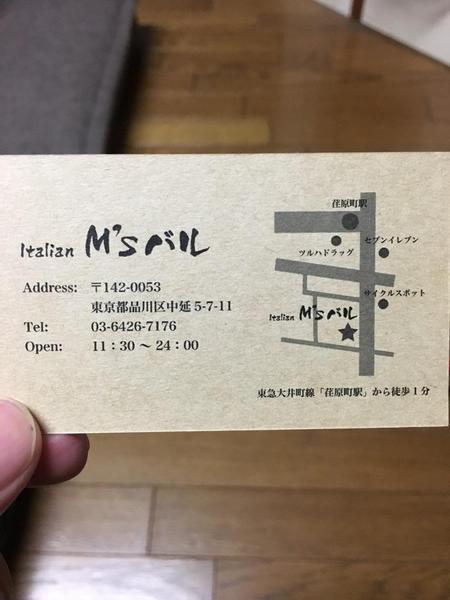 Italian M'sバル
Address: 〒142-0053
東京都品川区中延 5-7-11
Tel: 03-6426-7176
Open: 11：30 ～ 24：00
荏原町駅
ツルハドラッグ
セブンイレブン
サイクルスポット
Italian M'sバル
東急大井町線「荏原町駅」から徒歩1分